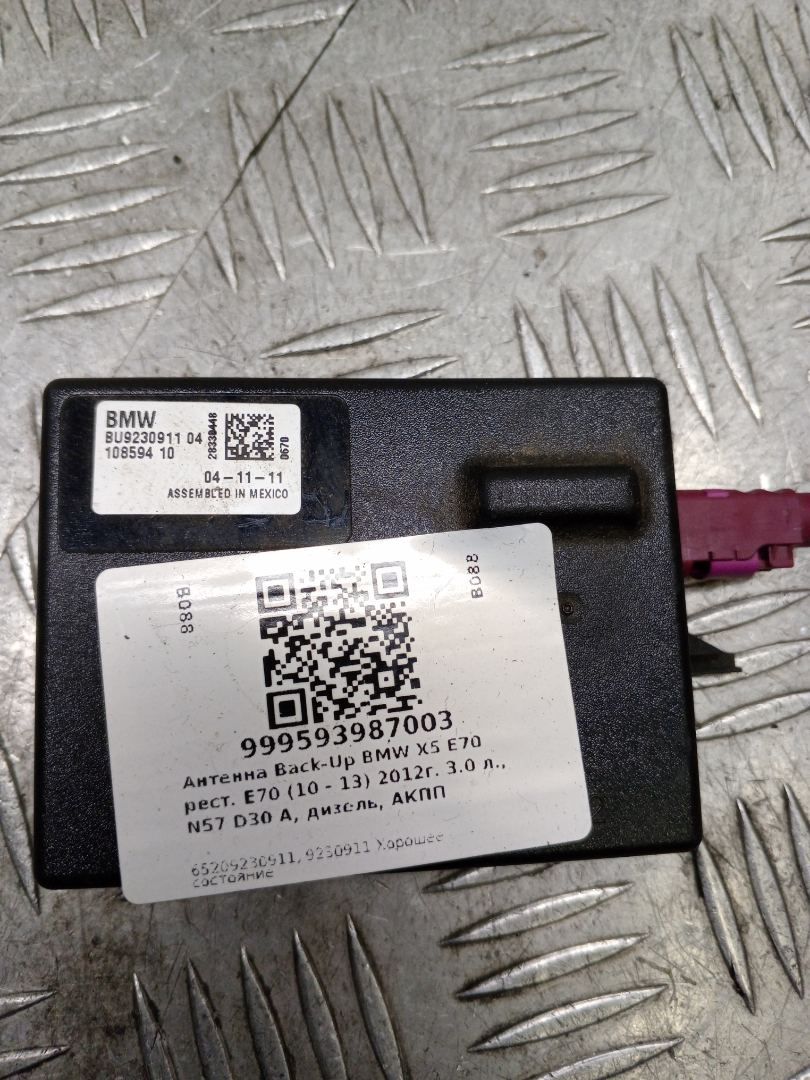 BMW
BU9230911 04
108594 10
28330448
0670
04-11-11
ASSEMBLED IN MEXICO
B088
B088
999593987003
Антенна Back-Up BMW X5 E70
рест. E70 (10 - 13) 2012г. 3.0 л.,
N57 D30 A, дизель, АКПП
65209230911, 9230911 Хорошее
состояние